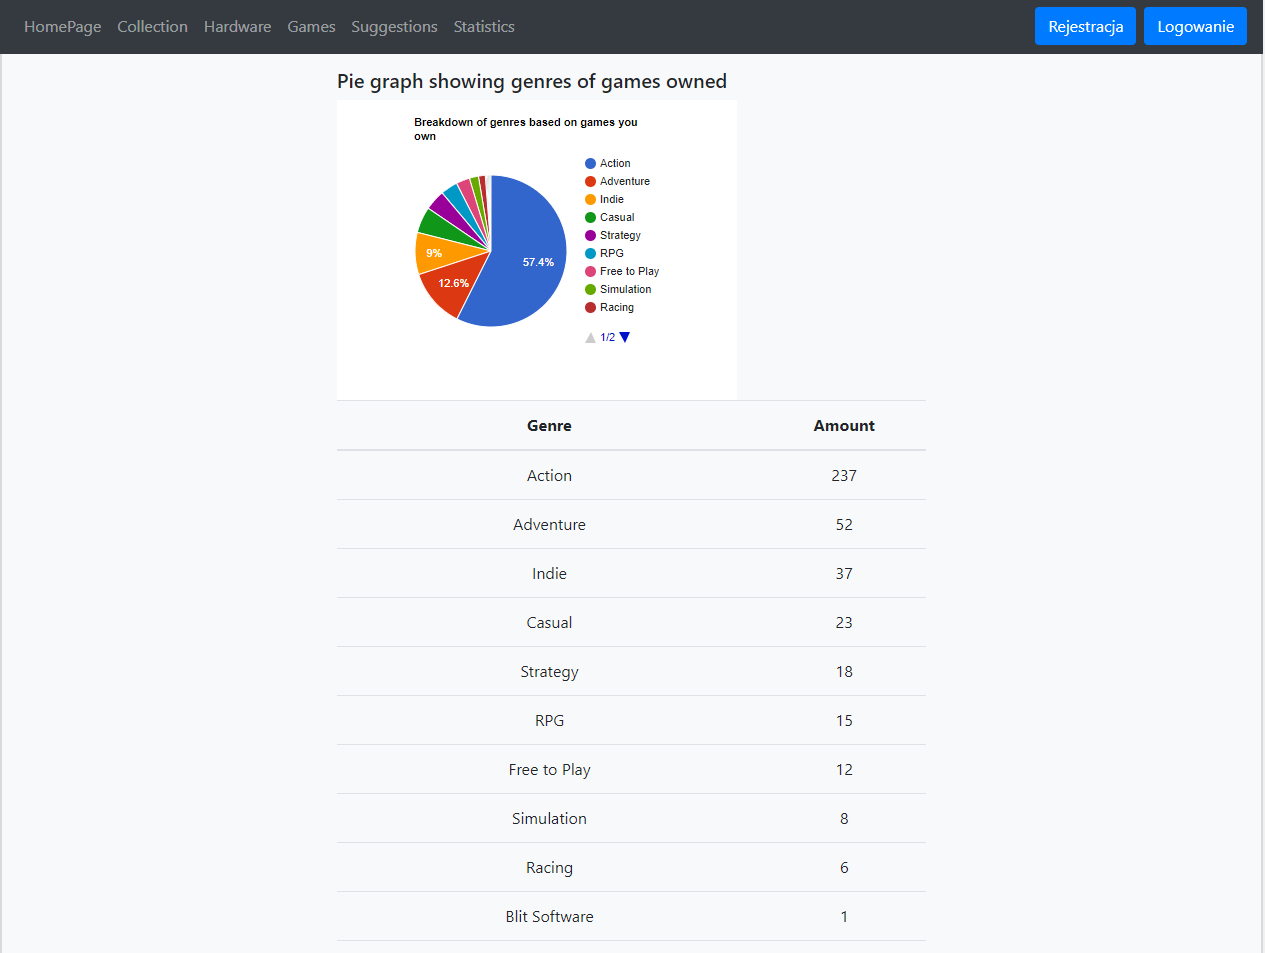 HomePage Collection Hardware Games Suggestions Statistics Rejestracja Logowanie
Pie graph showing genres of games owned
Breakdown of genres based on games you
own
Action
Adventure
Indie
Casual
Strategy
RPG
Free to Play
Simulation
Racing
1/2
57.4%
12.6%
9%
Genre Amount
Action 237
Adventure 52
Indie 37
Casual 23
Strategy 18
RPG 15
Free to Play 12
Simulation 8
Racing 6
Blit Software 1